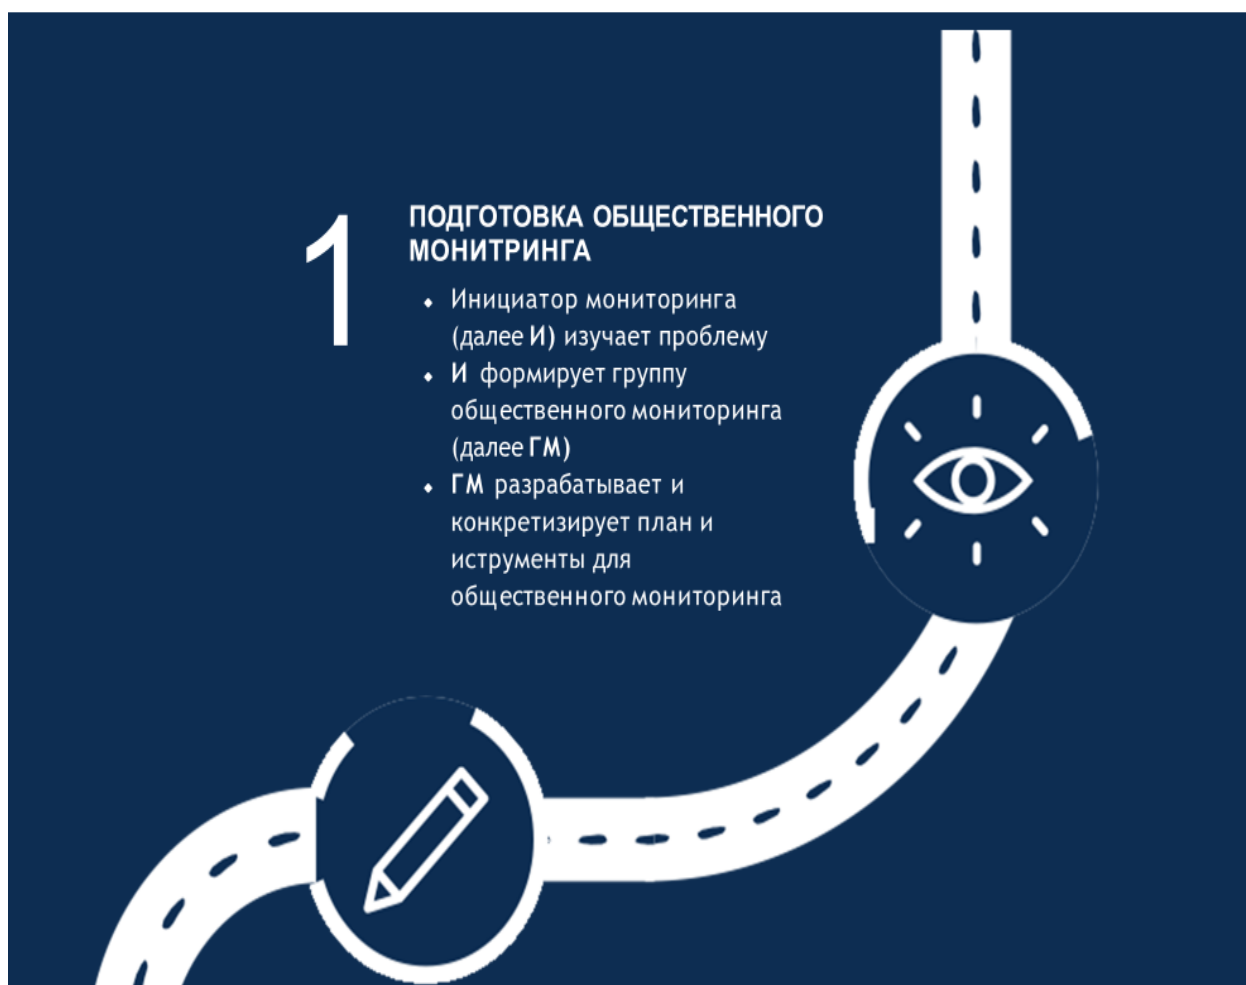 1
ПОДГОТОВКА ОБЩЕСТВЕННОГО
МОНИТРИНГА
• Инициатор мониторинга
(далее И) изучает проблему
• И формирует группу
общественного мониторинга
(далее ГМ)
• ГМ разрабатывает и
конкретизирует план и
иструменты для
общественного мониторинга